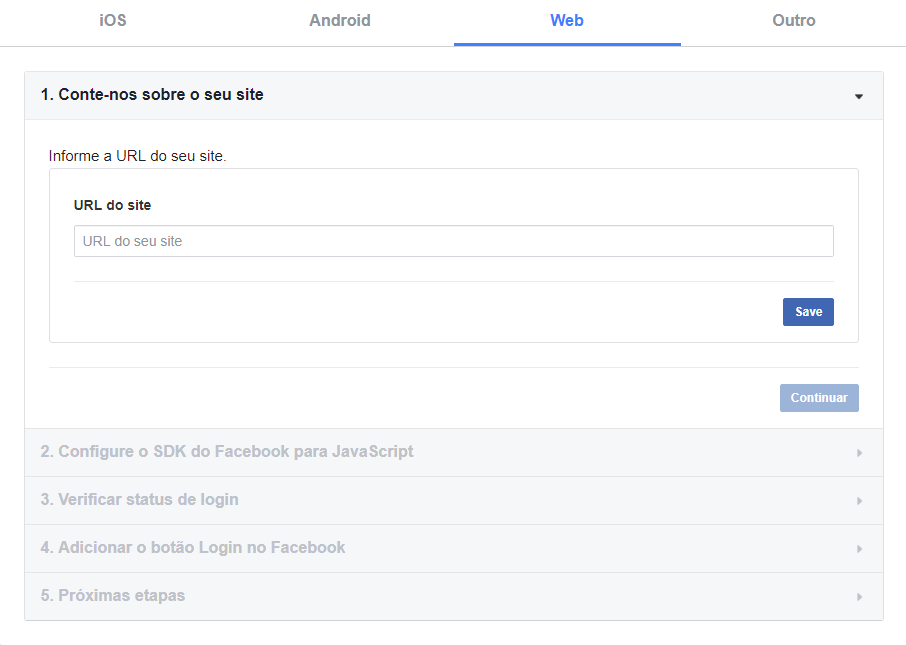 iOS
Android
Web
Outro
1. Conte-nos sobre o seu site
Informe a URL do seu site.
URL do site
URL do seu site
Save
Continuar
2. Configure o SDK do Facebook para JavaScript
3. Verificar status de login
4. Adicionar o botão Login no Facebook
5. Próximas etapas